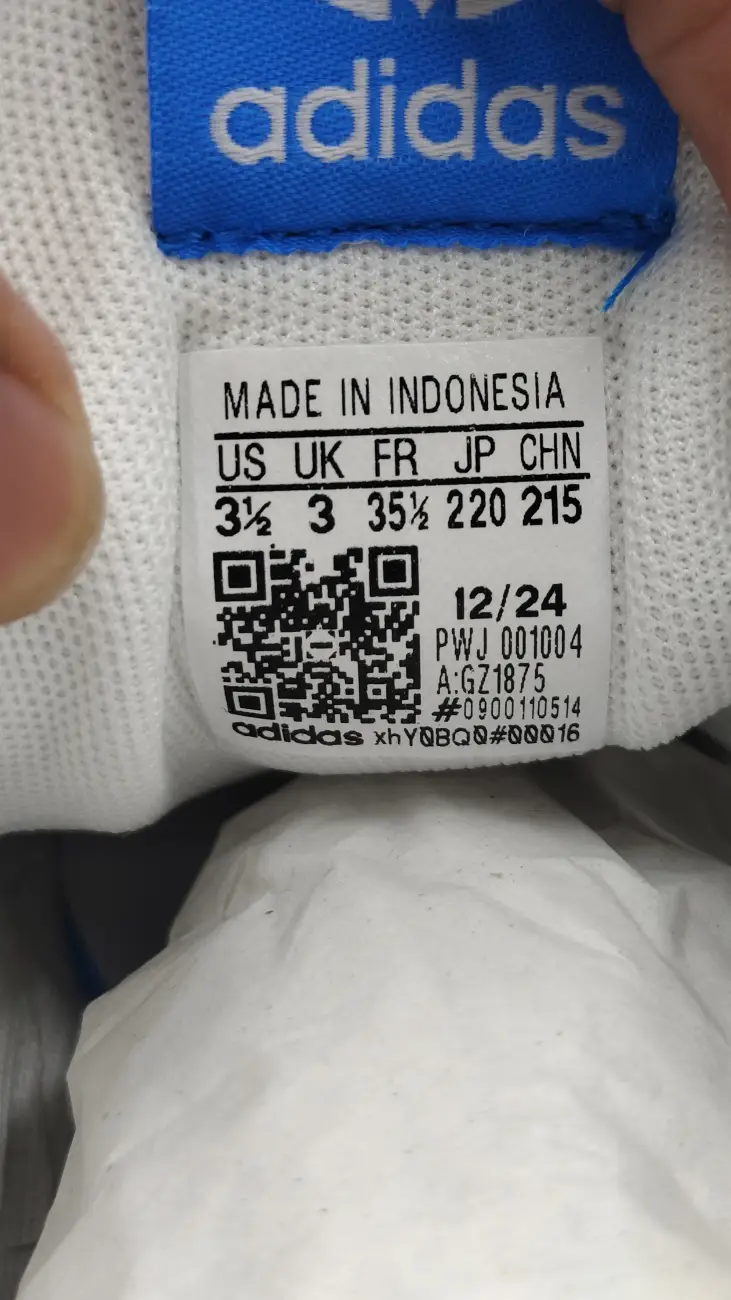 adidas
MADE IN INDONESIA
US UK FR JP CHN
3½ 3 35½ 220 215
12/24
PWJ 001004
A:GZ1875
#0900110514
adidas xhY0BQ0#00016